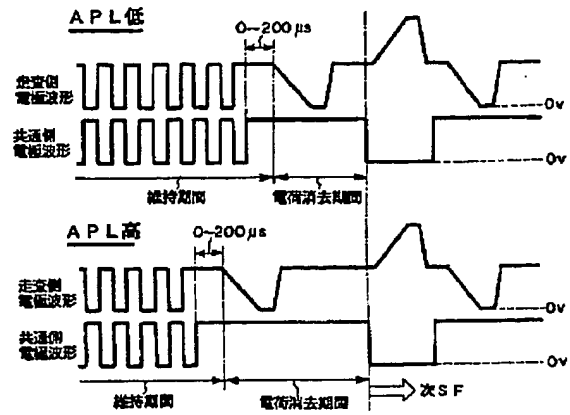 APL低
0~200μs
走査側
電極波形
0v
共通側
電極波形
0v
維持期間
電荷消去期間
APL高
0~200μs
走査側
電極波形
0v
共通側
電極波形
0v
維持期間
電荷消去期間
次SF